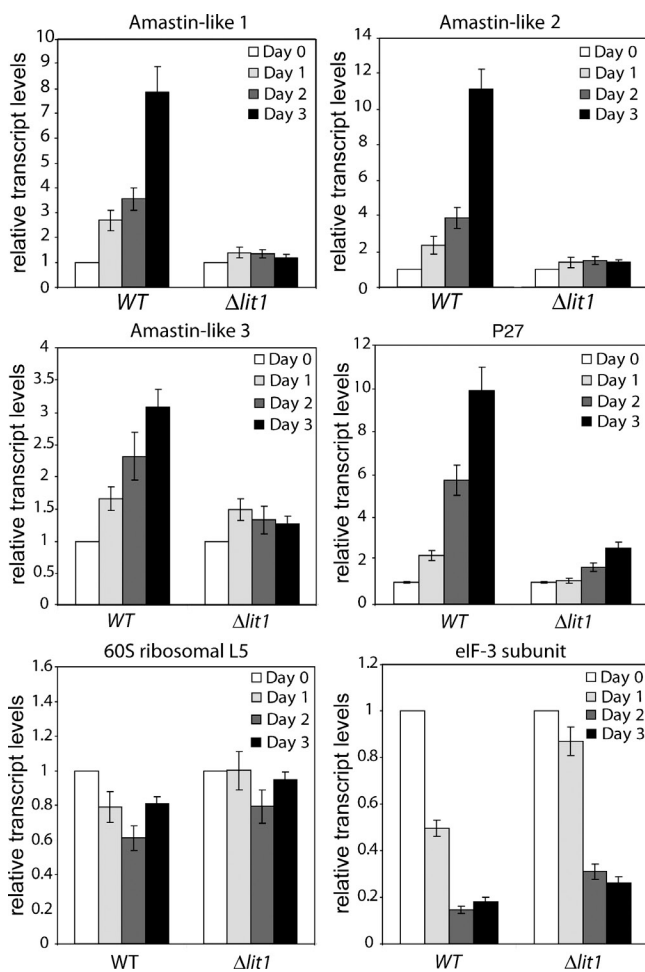 Amastin-like 1
relative transcript levels
10
9
8
7
6
5
4
3
2
1
0
Day 0
Day 1
Day 2
Day 3
WT
Δlit1
Amastin-like 2
relative transcript levels
14
12
10
8
6
4
2
0
Day 0
Day 1
Day 2
Day 3
WT
Δlit1
Amastin-like 3
relative transcript levels
4
3.5
3
2.5
2
1.5
1
0.5
0
Day 0
Day 1
Day 2
Day 3
WT
Δlit1
P27
relative transcript levels
12
10
8
6
4
2
0
Day 0
Day 1
Day 2
Day 3
WT
Δlit1
60S ribosomal L5
relative transcript levels
1.6
1.4
1.2
1
0.8
0.6
0.4
0.2
0
Day 0
Day 1
Day 2
Day 3
WT
Δlit1
eIF-3 subunit
relative transcript levels
1.2
1
0.8
0.6
0.4
0.2
0
Day 0
Day 1
Day 2
Day 3
WT
Δlit1